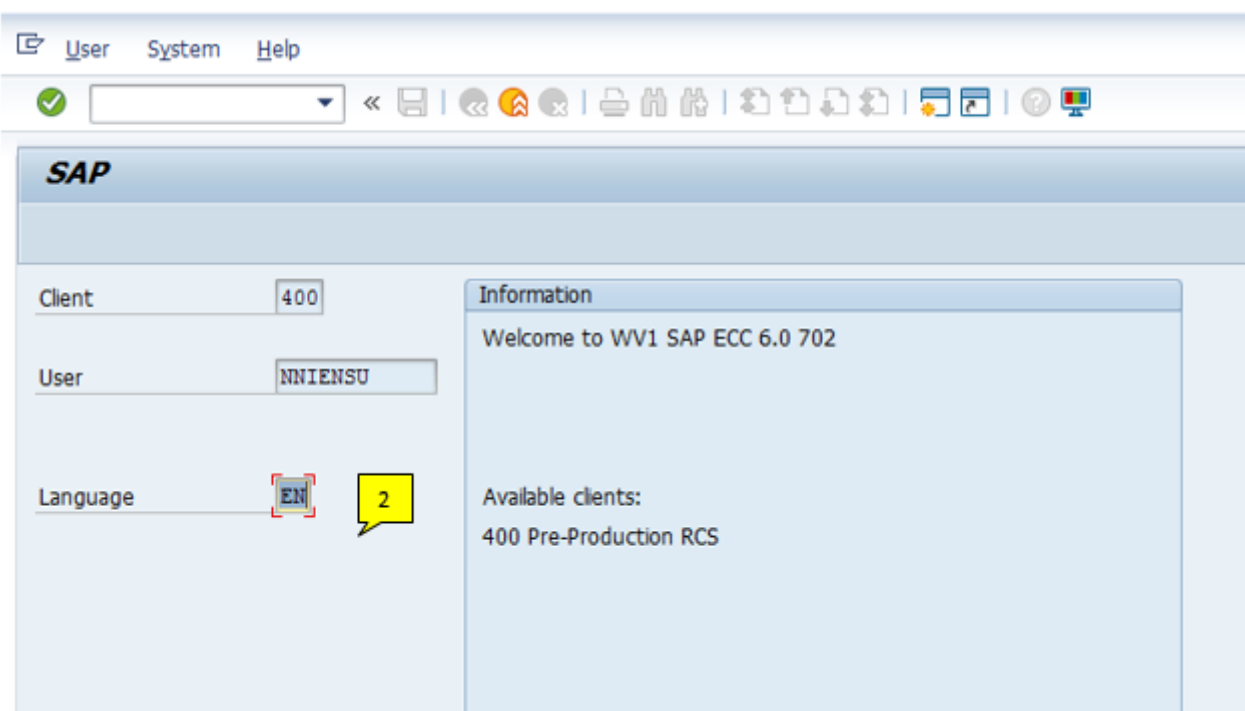 User System Help
SAP
Client 400
Information
Welcome to WV1 SAP ECC 6.0 702
User NNIENSU
Language EN
2
Available clients:
400 Pre-Production RCS